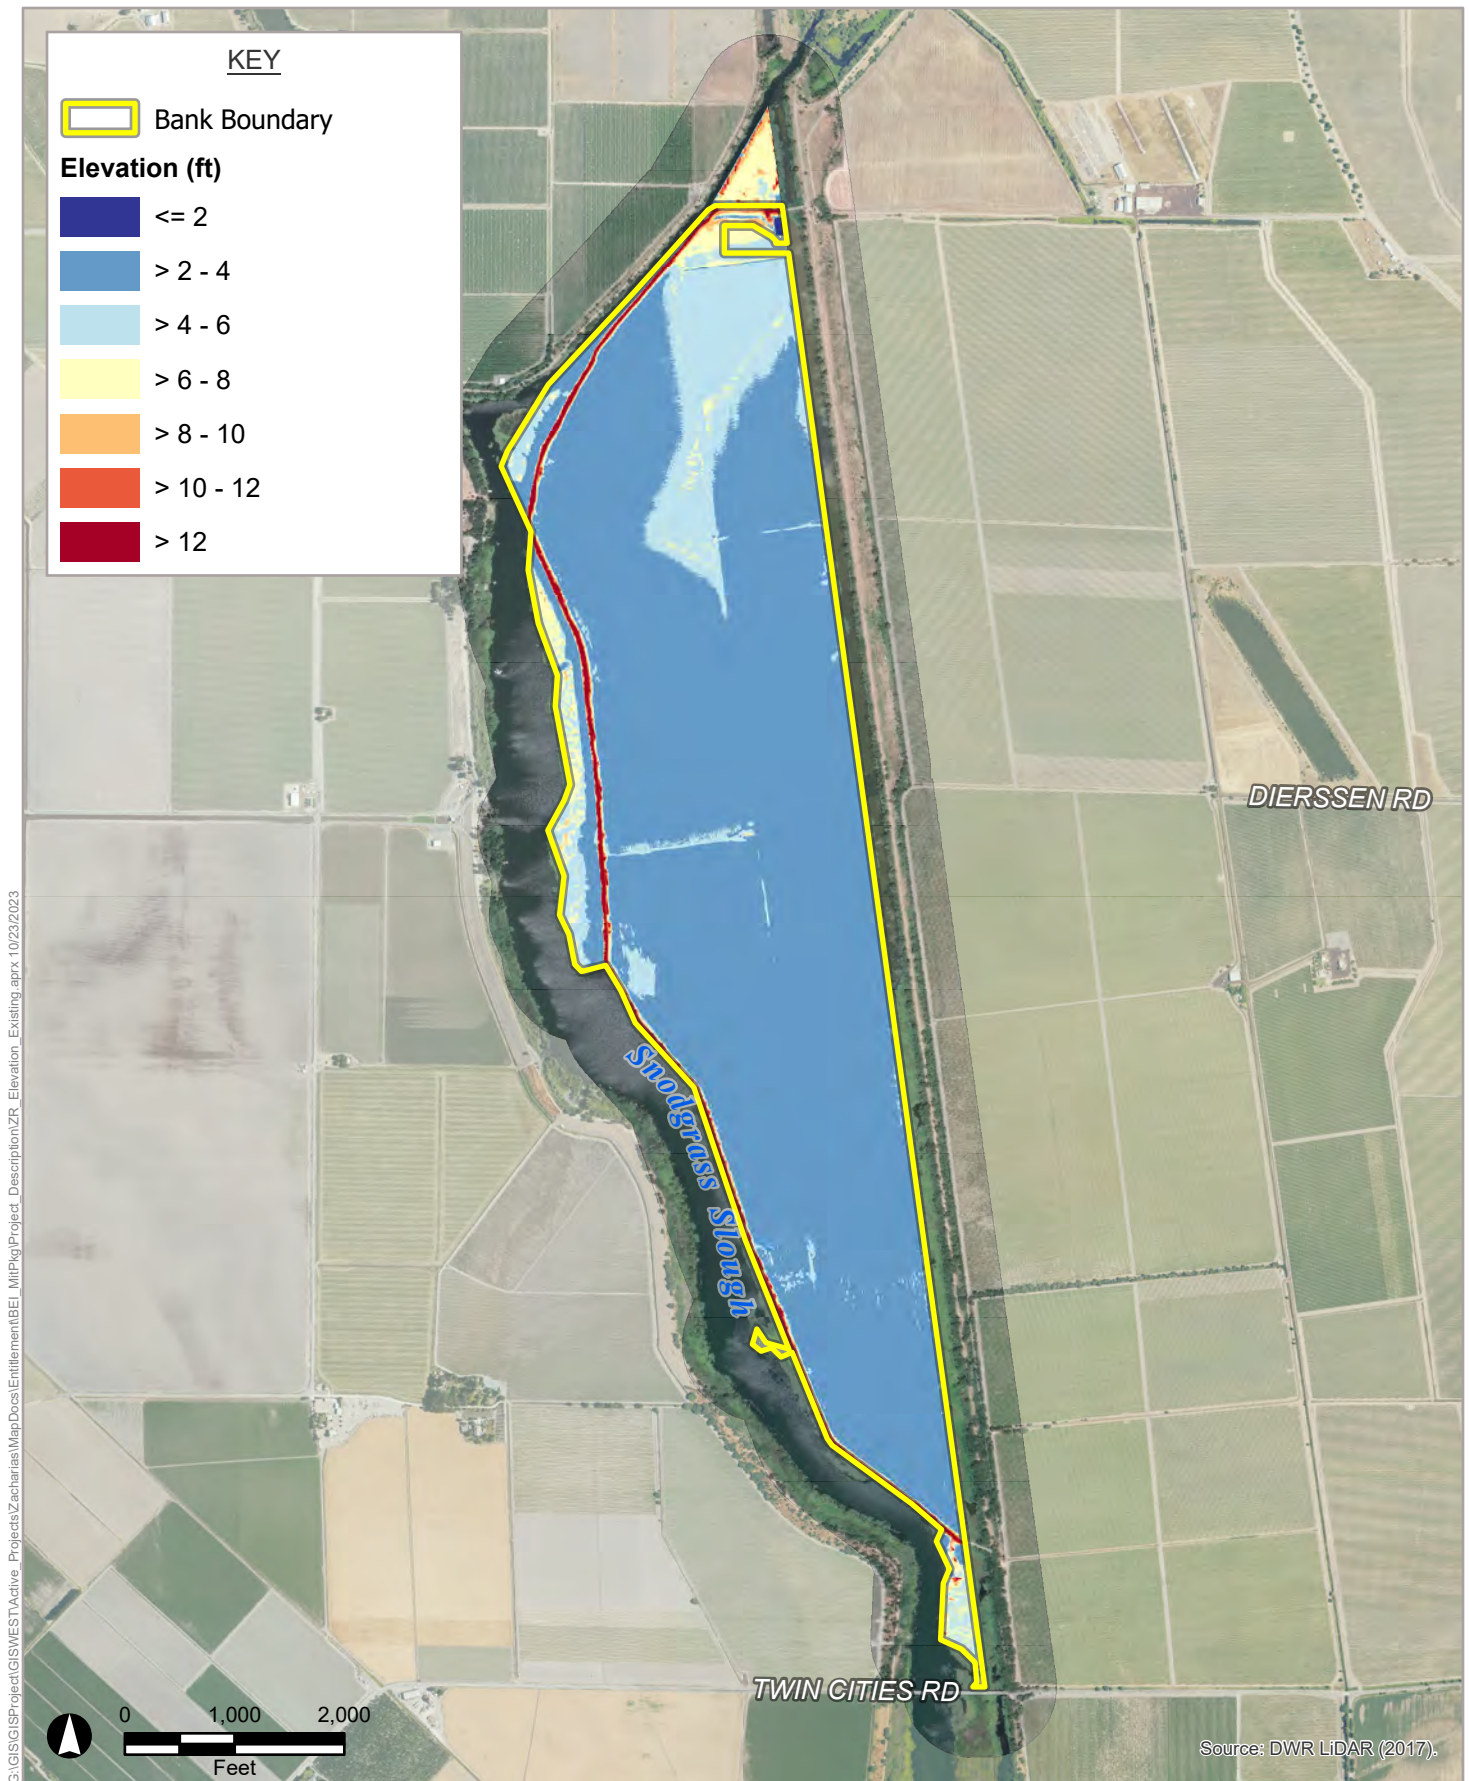 KEY
Bank Boundary
Elevation (ft)
<= 2
> 2 - 4
> 4 - 6
> 6 - 8
> 8 - 10
> 10 - 12
> 12
DIERSSEN RD
Snodgrass Slough
TWIN CITIES RD
0 1,000 2,000
Feet
Source: DWR LiDAR (2017).
G:\GIS\GISProject\GISWEST\Active_Projects\Zacharias\MapDocs\Entitlement\BEI_MitPkg\Project_Description\ZR_Elevation_Existing.aprx 10/23/2023